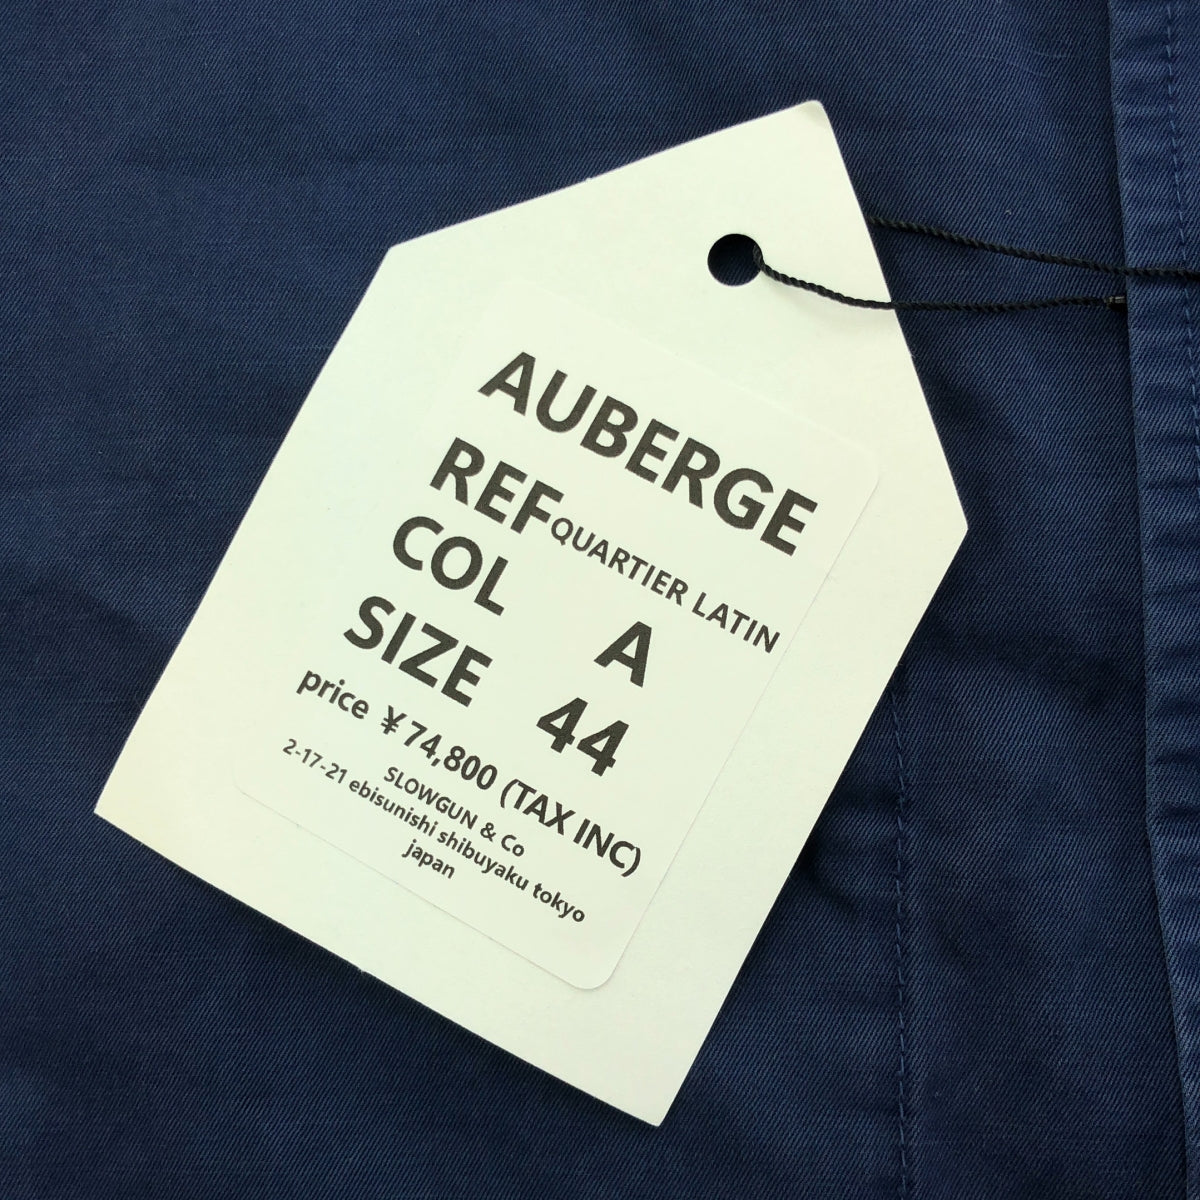 AUBERGE
REF QUARTIER LATIN
COL A
SIZE 44
price ¥74,800 (TAX INC)
SLOWGUN & Co
2-17-21 ebisunishi shibuyaku tokyo
japan